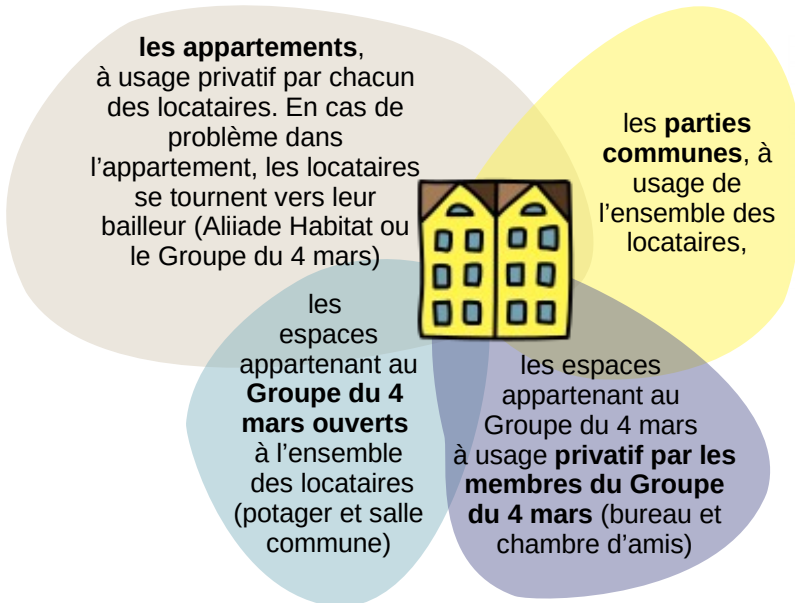 les appartements,
à usage privatif par chacun
des locataires. En cas de
problème dans
l’appartement, les locataires
se tournent vers leur
bailleur (Aliiade Habitat ou
le Groupe du 4 mars)
les parties
communes, à
usage de
l’ensemble des
locataires,
les
espaces
appartenant au
Groupe du 4
mars ouverts
à l’ensemble
des locataires
(potager et salle
commune)
les espaces
appartenant au
Groupe du 4 mars
à usage privatif par les
membres du Groupe
du 4 mars (bureau et
chambre d’amis)